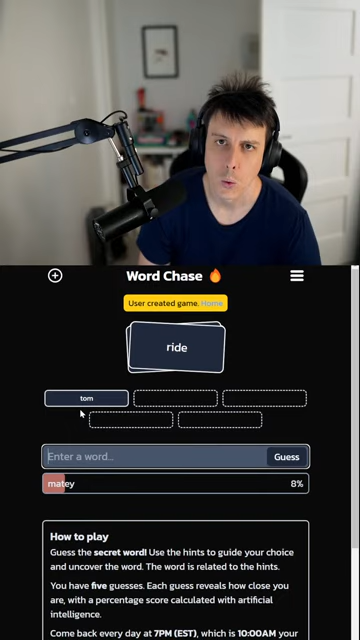 Word Chase 🔥
User created game. Home
ride
tom
Enter a word...
Guess
matey
8%
How to play
Guess the secret word! Use the hints to guide your choice
and uncover the word. The word is related to the hints.
You have five guesses. Each guess reveals how close you
are, with a percentage score calculated with artificial
intelligence.
Come back every day at 7PM (EST), which is 10:00AM your